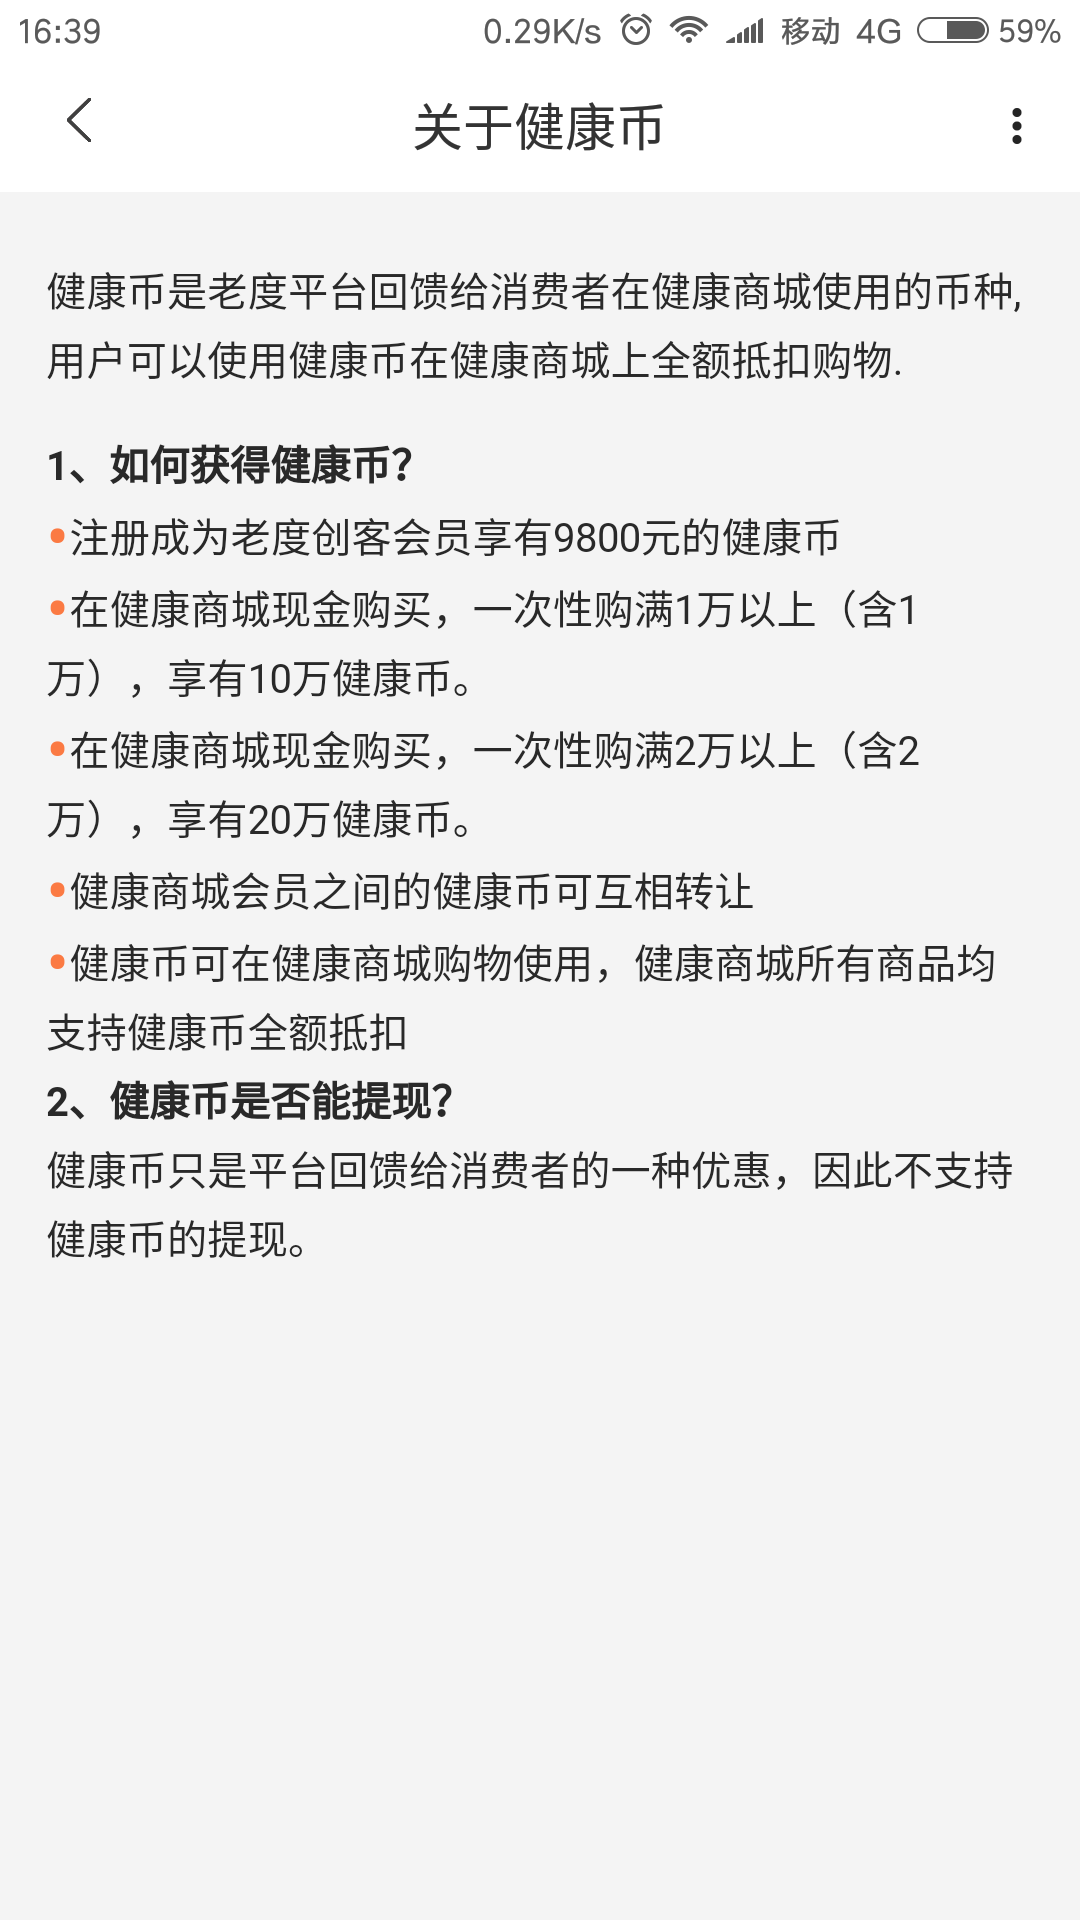 16:39
0.29K/s 移动 4G 59%
关于健康币
健康币是老度平台回馈给消费者在健康商城使用的币种,
用户可以使用健康币在健康商城上全额抵扣购物.
1、如何获得健康币?
•注册成为老度创客会员享有9800元的健康币
•在健康商城现金购买，一次性购满1万以上（含1
万），享有10万健康币。
•在健康商城现金购买，一次性购满2万以上（含2
万），享有20万健康币。
•健康商城会员之间的健康币可互相转让
•健康币可在健康商城购物使用，健康商城所有商品均
支持健康币全额抵扣
2、健康币是否能提现?
健康币只是平台回馈给消费者的一种优惠，因此不支持
健康币的提现。